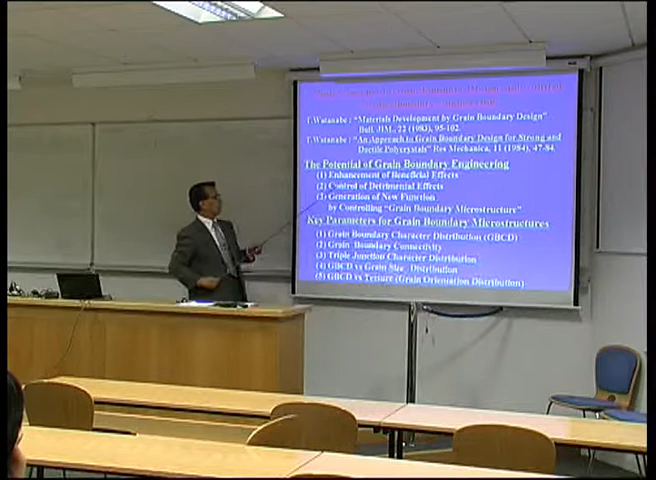 T.Watanabe : "Materials Development by Grain Boundary Design"
Bull. JIM., 22 (1983), 95-102.
T.Watanabe : "An Approach to Grain Boundary Design for Strong and
Ductile Polycrystals" Res Mechanica, 11 (1984), 47-84.
The Potential of Grain Boundary Engineering
(1) Enhancement of Beneficial Effects
(2) Control of Detrimental Effects
(3) Generation of New Function
by Controlling "Grain Boundary Microstructure"
Key Parameters for Grain Boundary Microstructures
(1) Grain Boundary Character Distribution (GBCD)
(2) Grain Boundary Connectivity
(3) Triple Junction Character Distribution
(4) GBCD vs Grain Size Distribution
(5) GBCD vs Texture (Grain Orientation Distribution)